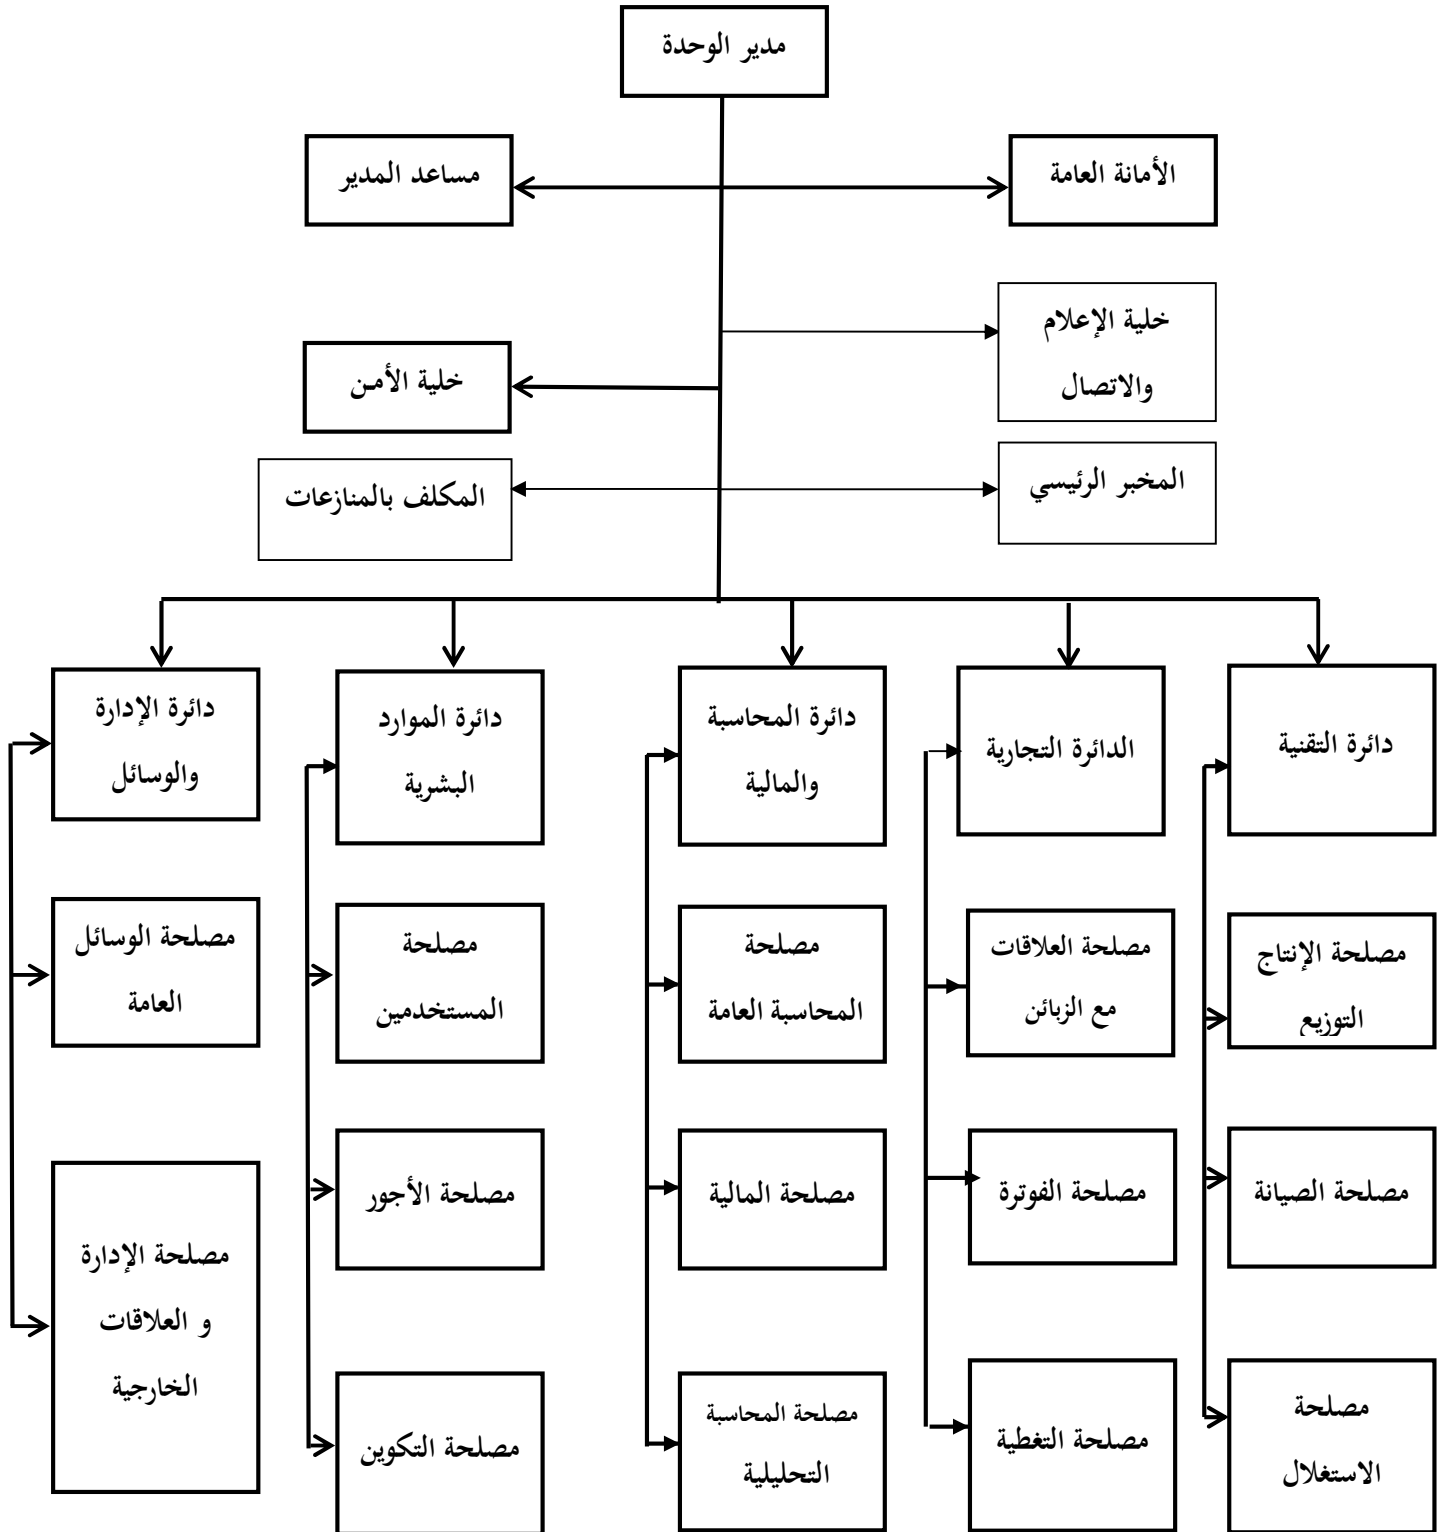 مدير الوحدة
الأمانة العامة
مساعد المدير
خلية الإعلام
والاتصال
خلية الأمن
المخبر الرئيسي
المكلف بالمنازعات
دائرة التقنية
الدائرة التجارية
دائرة المحاسبة
والمالية
دائرة الموارد
البشرية
دائرة الإدارة
والوسائل
مصلحة الإنتاج
التوزيع
مصلحة العلاقات
مع الزبائن
مصلحة
المحاسبة العامة
مصلحة
المستخدمين
مصلحة الوسائل
العامة
مصلحة الصيانة
مصلحة الفوترة
مصلحة المالية
مصلحة الأجور
مصلحة الإدارة
و العلاقات
الخارجية
مصلحة
الاستغلال
مصلحة التغطية
مصلحة المحاسبة
التحليلية
مصلحة التكوين